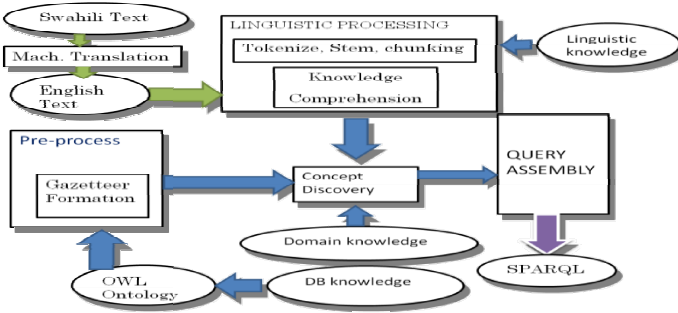 Swahili Text
Mach. Translation
English
Text
LINGUISTIC PROCESSING
Tokenize, Stem, chunking
Knowledge
Comprehension
Linguistic
knowledge
Pre-process
Gazetteer
Formation
Concept
Discovery
QUERY
ASSEMBLY
Domain knowledge
OWL
Ontology
DB knowledge
SPARQL